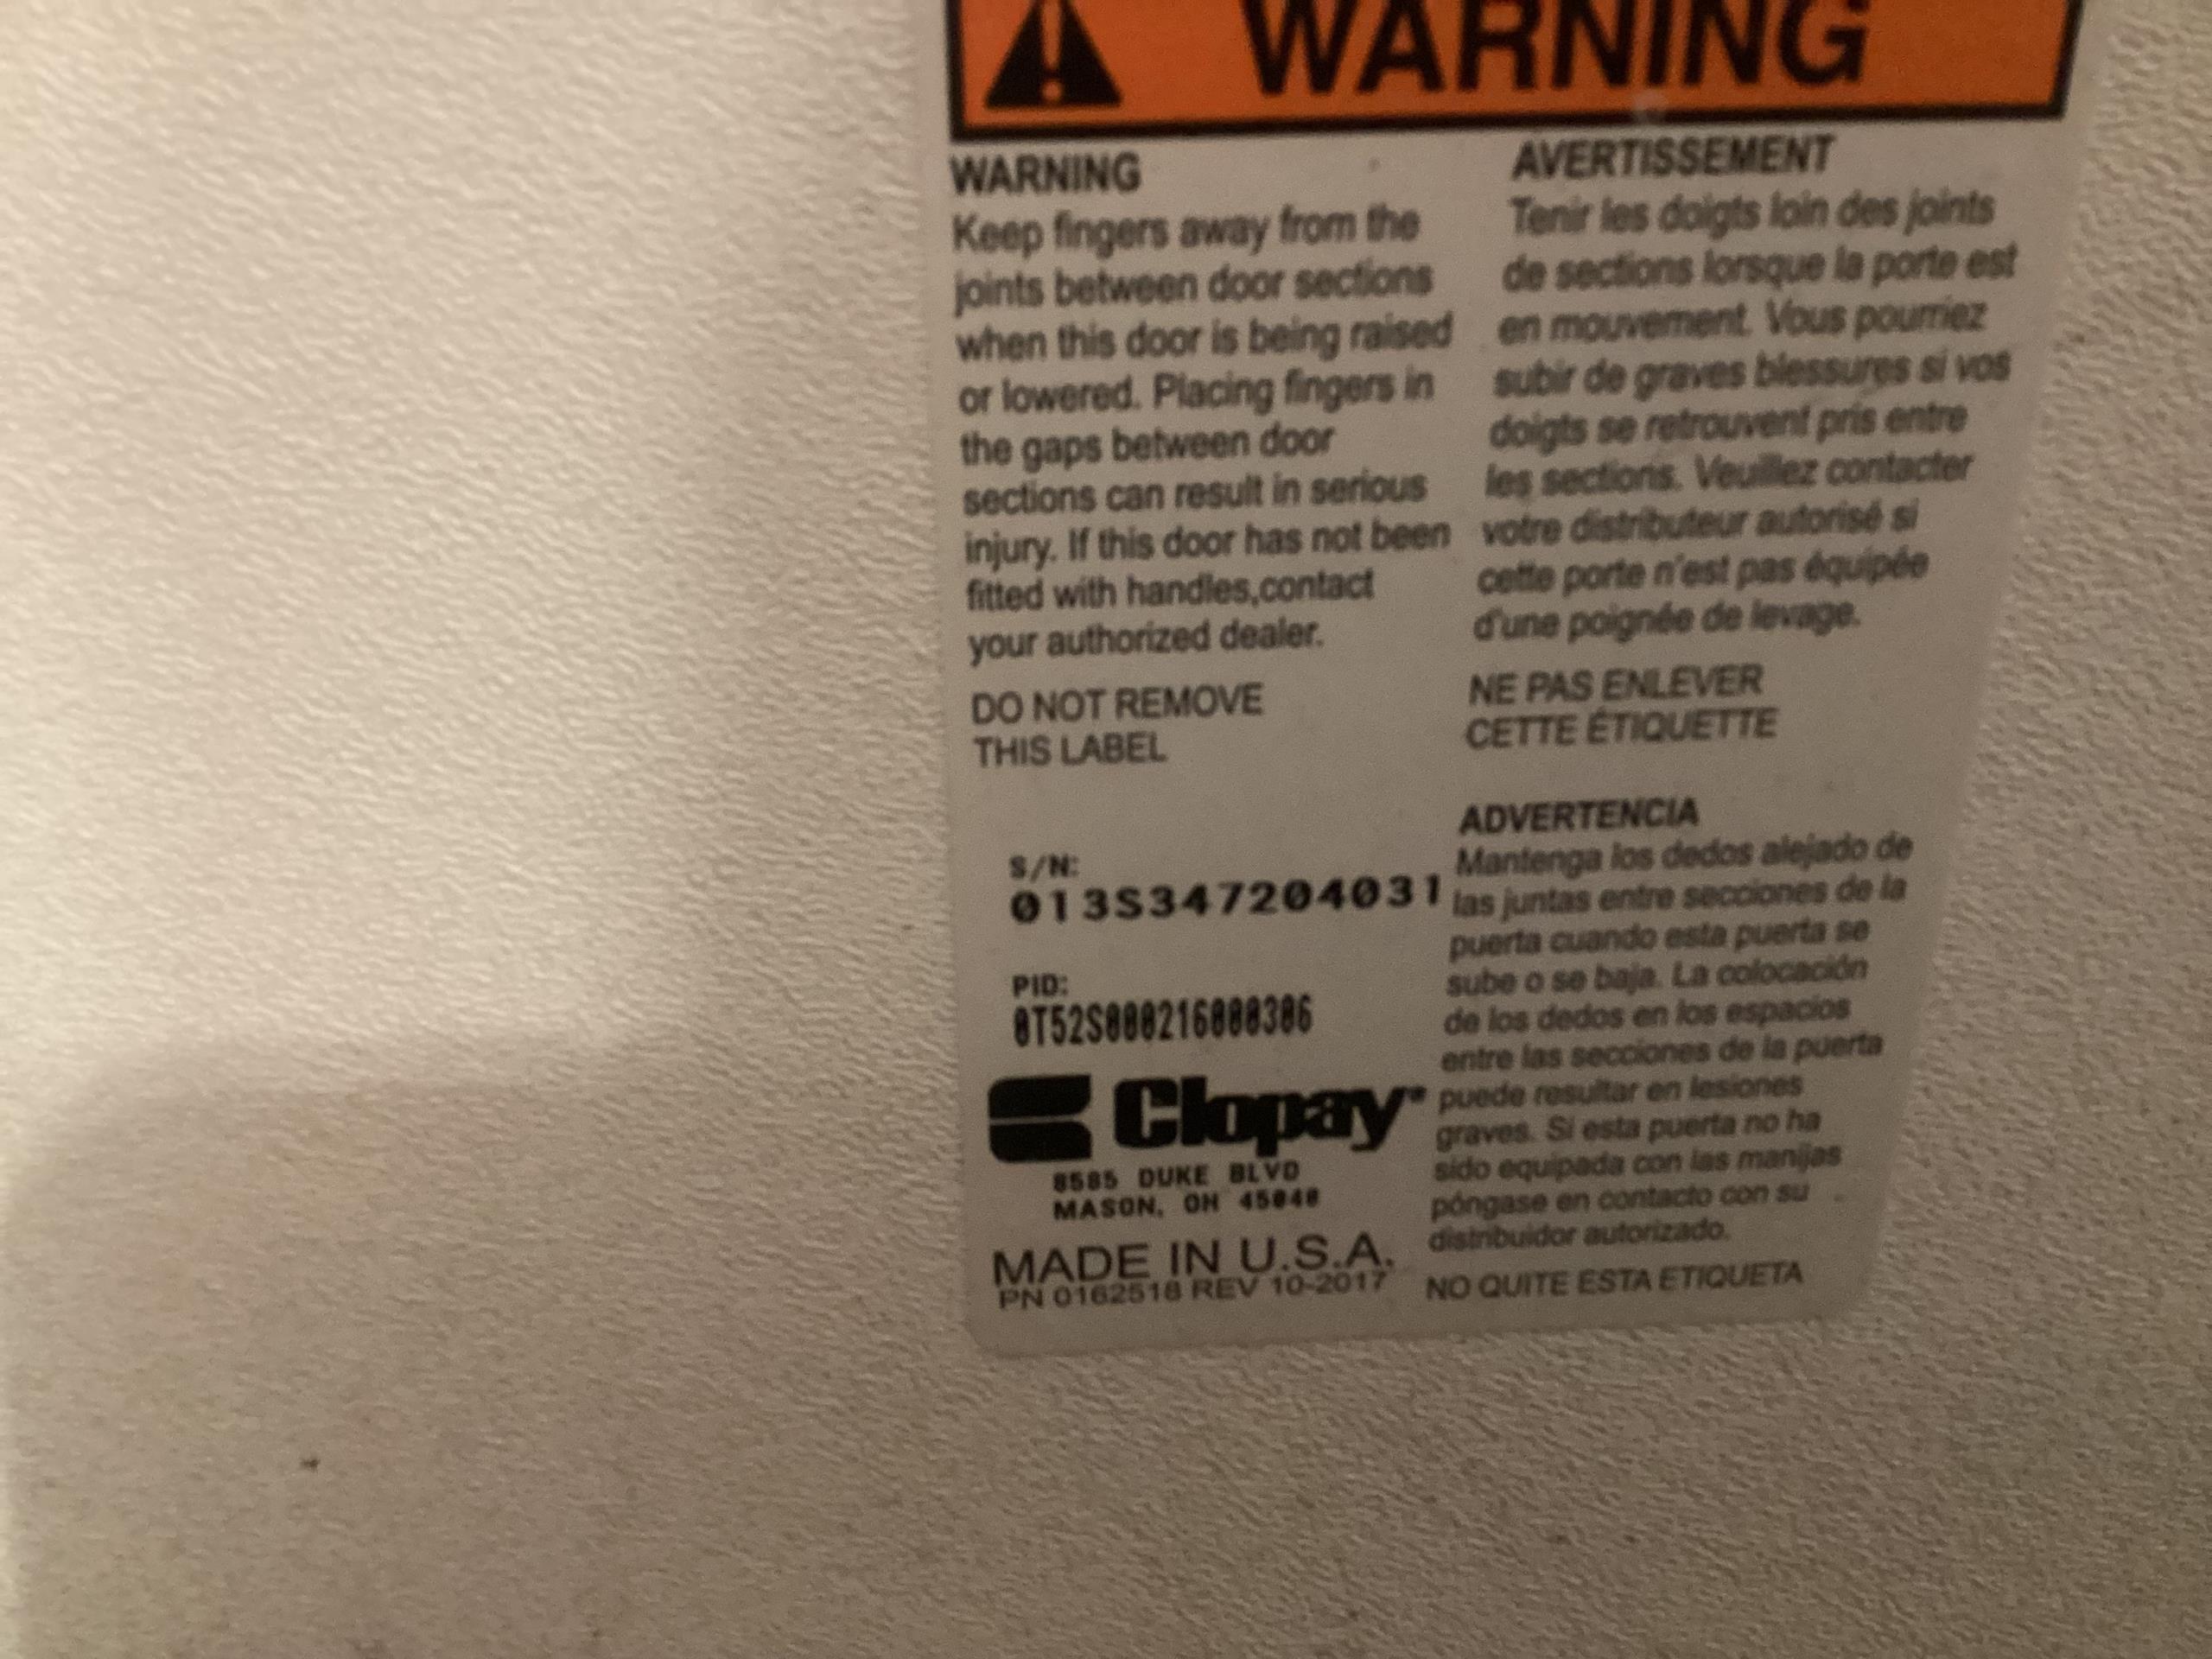 WARNING
WARNING
Keep fingers away from the
joints between door sections
when this door is being raised
or lowered. Placing fingers in
the gaps between door
sections can result in serious
injury. If this door has not been
fitted with handles,contact
your authorized dealer.
DO NOT REMOVE
THIS LABEL
S/N:
013S347204031
PID:
0T52S000216000306
Clopay®
8585 DUKE BLVD
MASON, OH 45040
MADE IN U.S.A.
PN 0162518 REV 10-2017
AVERTISSEMENT
Tenir les doigts loin des joints
de sections lorsque la porte est
en mouvement. Vous pourriez
subir de graves blessures si vos
doigts se retrouvent pris entre
les sections. Veuillez contacter
votre distributeur autorisé si
cette porte n'est pas équipée
d'une poignée de levage.
NE PAS ENLEVER
CETTE ÉTIQUETTE
ADVERTENCIA
Mantenga los dedos alejado de
las juntas entre secciones de la
puerta cuando esta puerta se
sube o se baja. La colocación
de los dedos en los espacios
entre las secciones de la puerta
puede resultar en lesiones
graves. Si esta puerta no ha
sido equipada con las manijas
póngase en contacto con su
distribuidor autorizado.
NO QUITE ESTA ETIQUETA